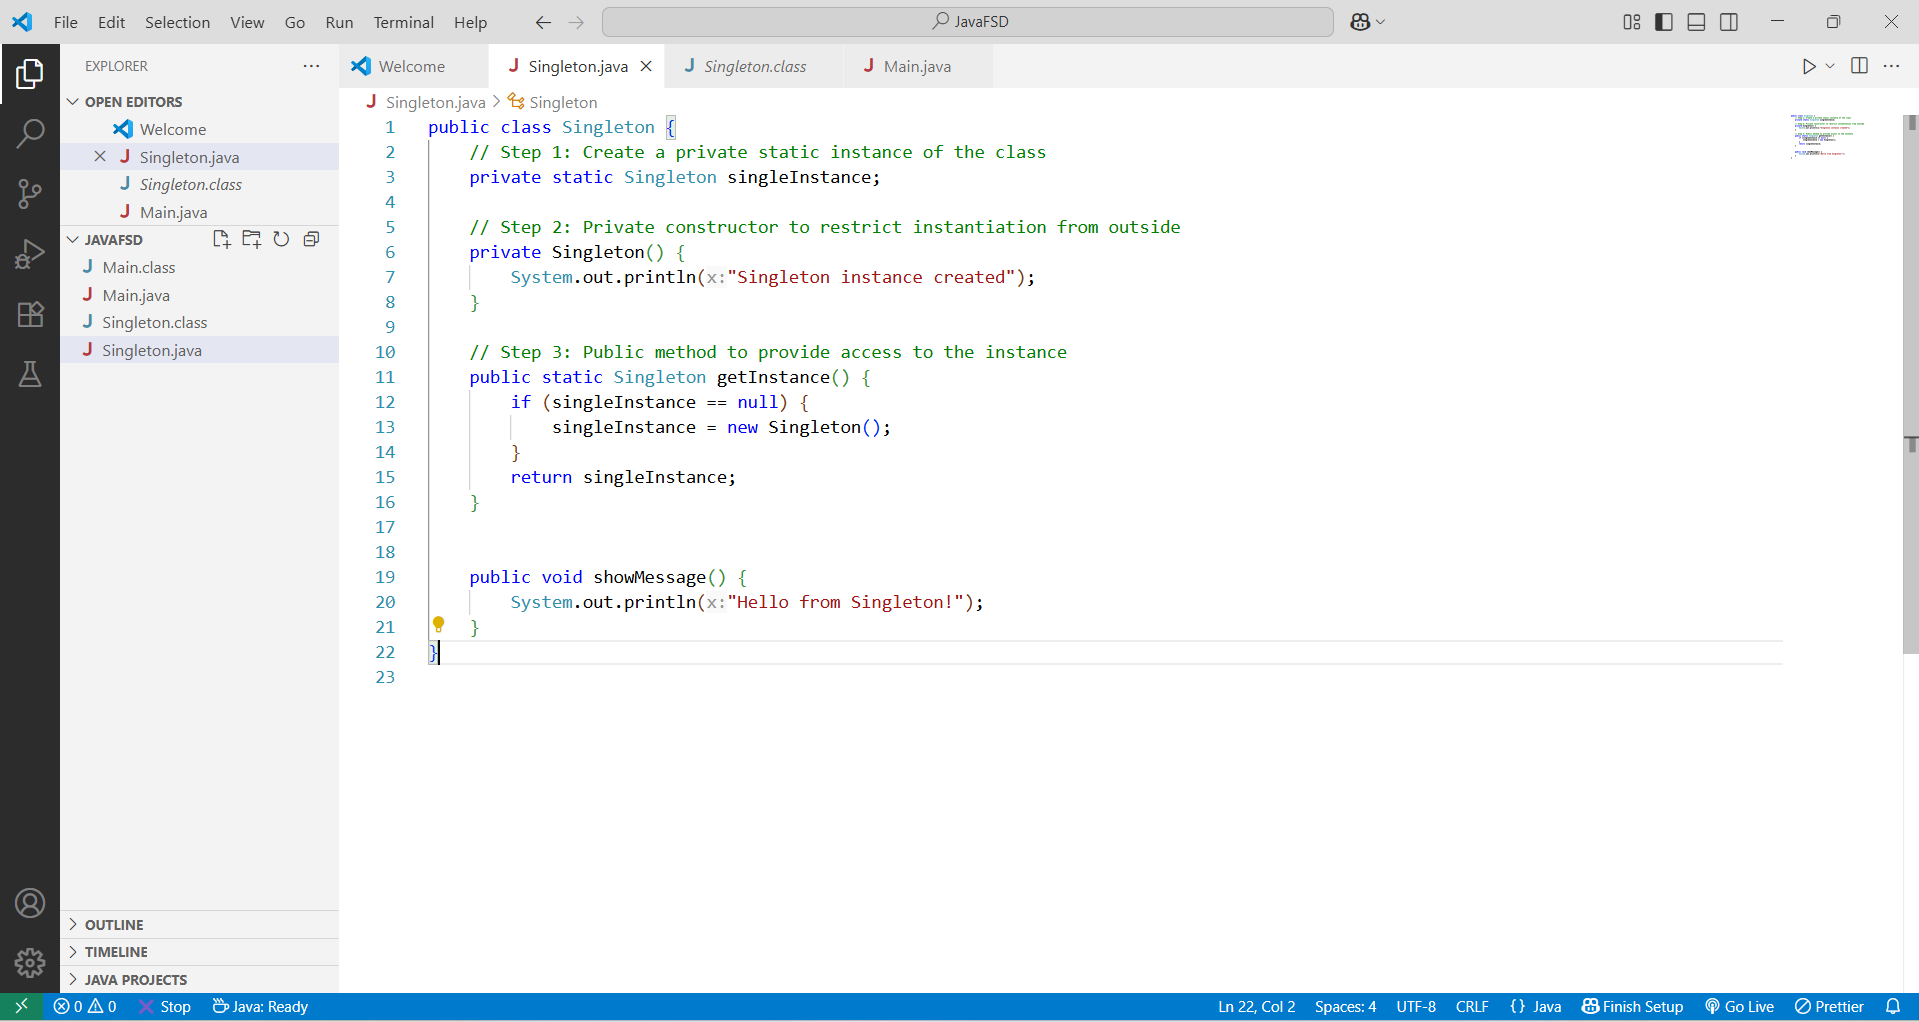 File Edit Selection View Go Run Terminal Help
JavaFSD
EXPLORER
OPEN EDITORS
Welcome
Singleton.java
Singleton.class
Main.java
JAVAFSD
Main.class
Main.java
Singleton.class
Singleton.java
OUTLINE
TIMELINE
JAVA PROJECTS
Welcome Singleton.java Singleton.class Main.java
Singleton.java > Singleton
1 public class Singleton {
2     // Step 1: Create a private static instance of the class
3     private static Singleton singleInstance;
4
5     // Step 2: Private constructor to restrict instantiation from outside
6     private Singleton() {
7         System.out.println(x:"Singleton instance created");
8     }
9
10     // Step 3: Public method to provide access to the instance
11     public static Singleton getInstance() {
12         if (singleInstance == null) {
13             singleInstance = new Singleton();
14         }
15         return singleInstance;
16     }
17
18
19     public void showMessage() {
20         System.out.println(x:"Hello from Singleton!");
21     }
22 }
23
0 0 Stop Java: Ready Ln 22, Col 2 Spaces: 4 UTF-8 CRLF {} Java Finish Setup Go Live Prettier